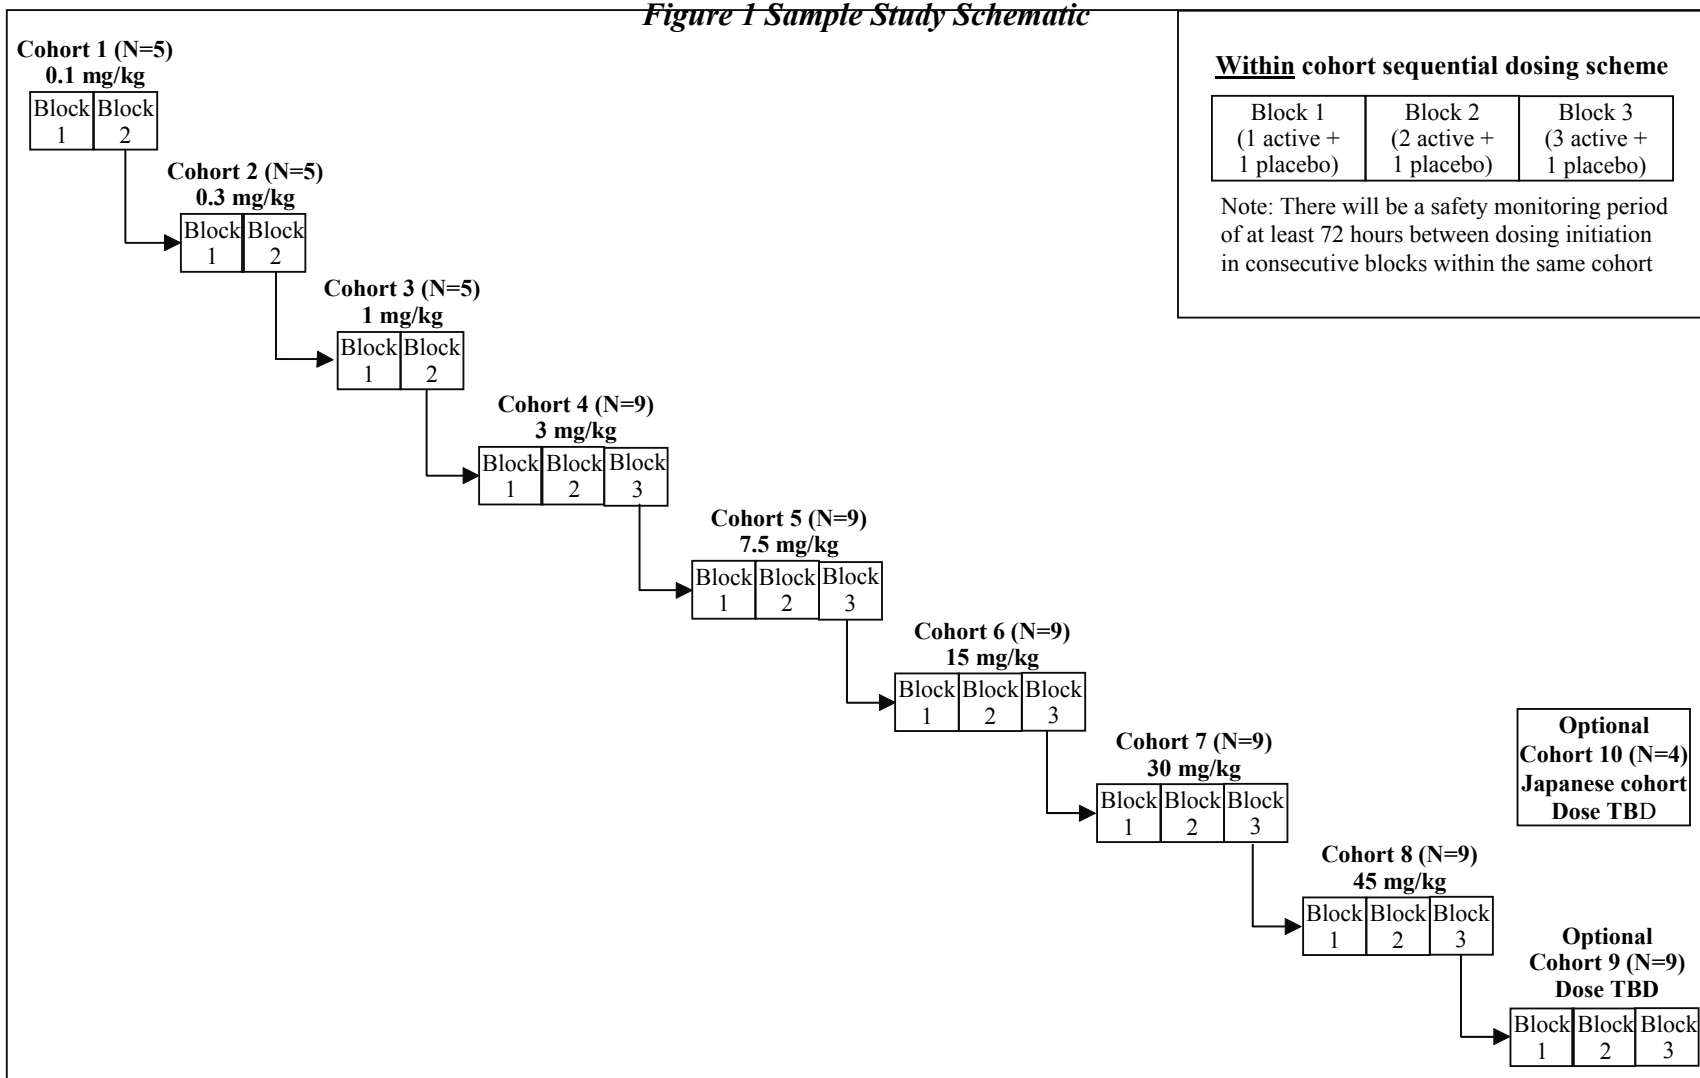 Figure 1 Sample Study Schematic
Within cohort sequential dosing scheme
Block 1
(1 active +
1 placebo)
Block 2
(2 active +
1 placebo)
Block 3
(3 active +
1 placebo)
Note: There will be a safety monitoring period
of at least 72 hours between dosing initiation
in consecutive blocks within the same cohort
Cohort 1 (N=5)
0.1 mg/kg
Block
1
Block
2
Cohort 2 (N=5)
0.3 mg/kg
Block
1
Block
2
Cohort 3 (N=5)
1 mg/kg
Block
1
Block
2
Cohort 4 (N=9)
3 mg/kg
Block
1
Block
2
Block
3
Cohort 5 (N=9)
7.5 mg/kg
Block
1
Block
2
Block
3
Cohort 6 (N=9)
15 mg/kg
Block
1
Block
2
Block
3
Cohort 7 (N=9)
30 mg/kg
Block
1
Block
2
Block
3
Optional
Cohort 10 (N=4)
Japanese cohort
Dose TBD
Cohort 8 (N=9)
45 mg/kg
Block
1
Block
2
Block
3
Optional
Cohort 9 (N=9)
Dose TBD
Block
1
Block
2
Block
3